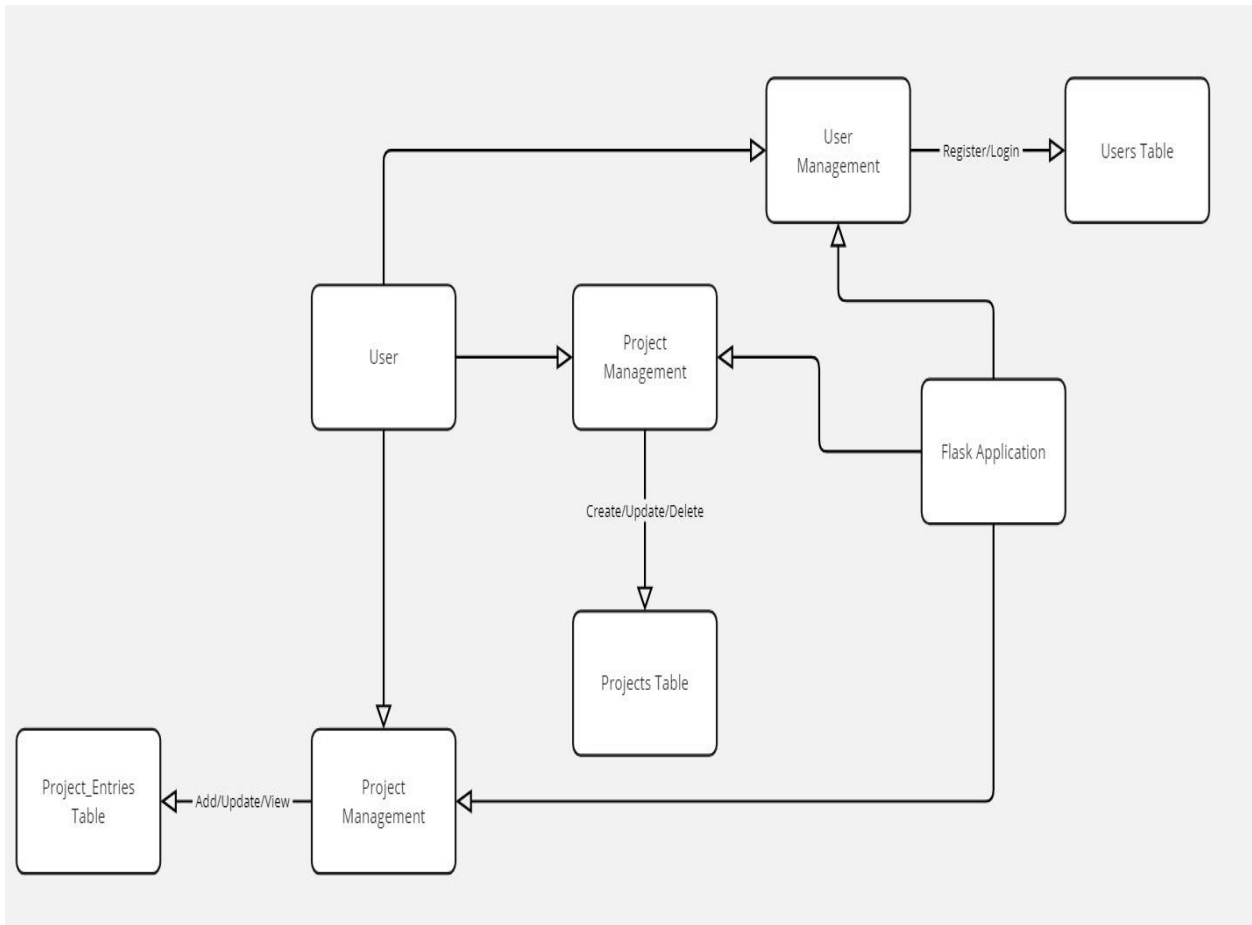 User
Management
Register/Login
Users Table
User
Project
Management
Flask Application
Create/Update/Delete
Projects Table
Project_Entries
Table
Add/Update/View
Project
Management